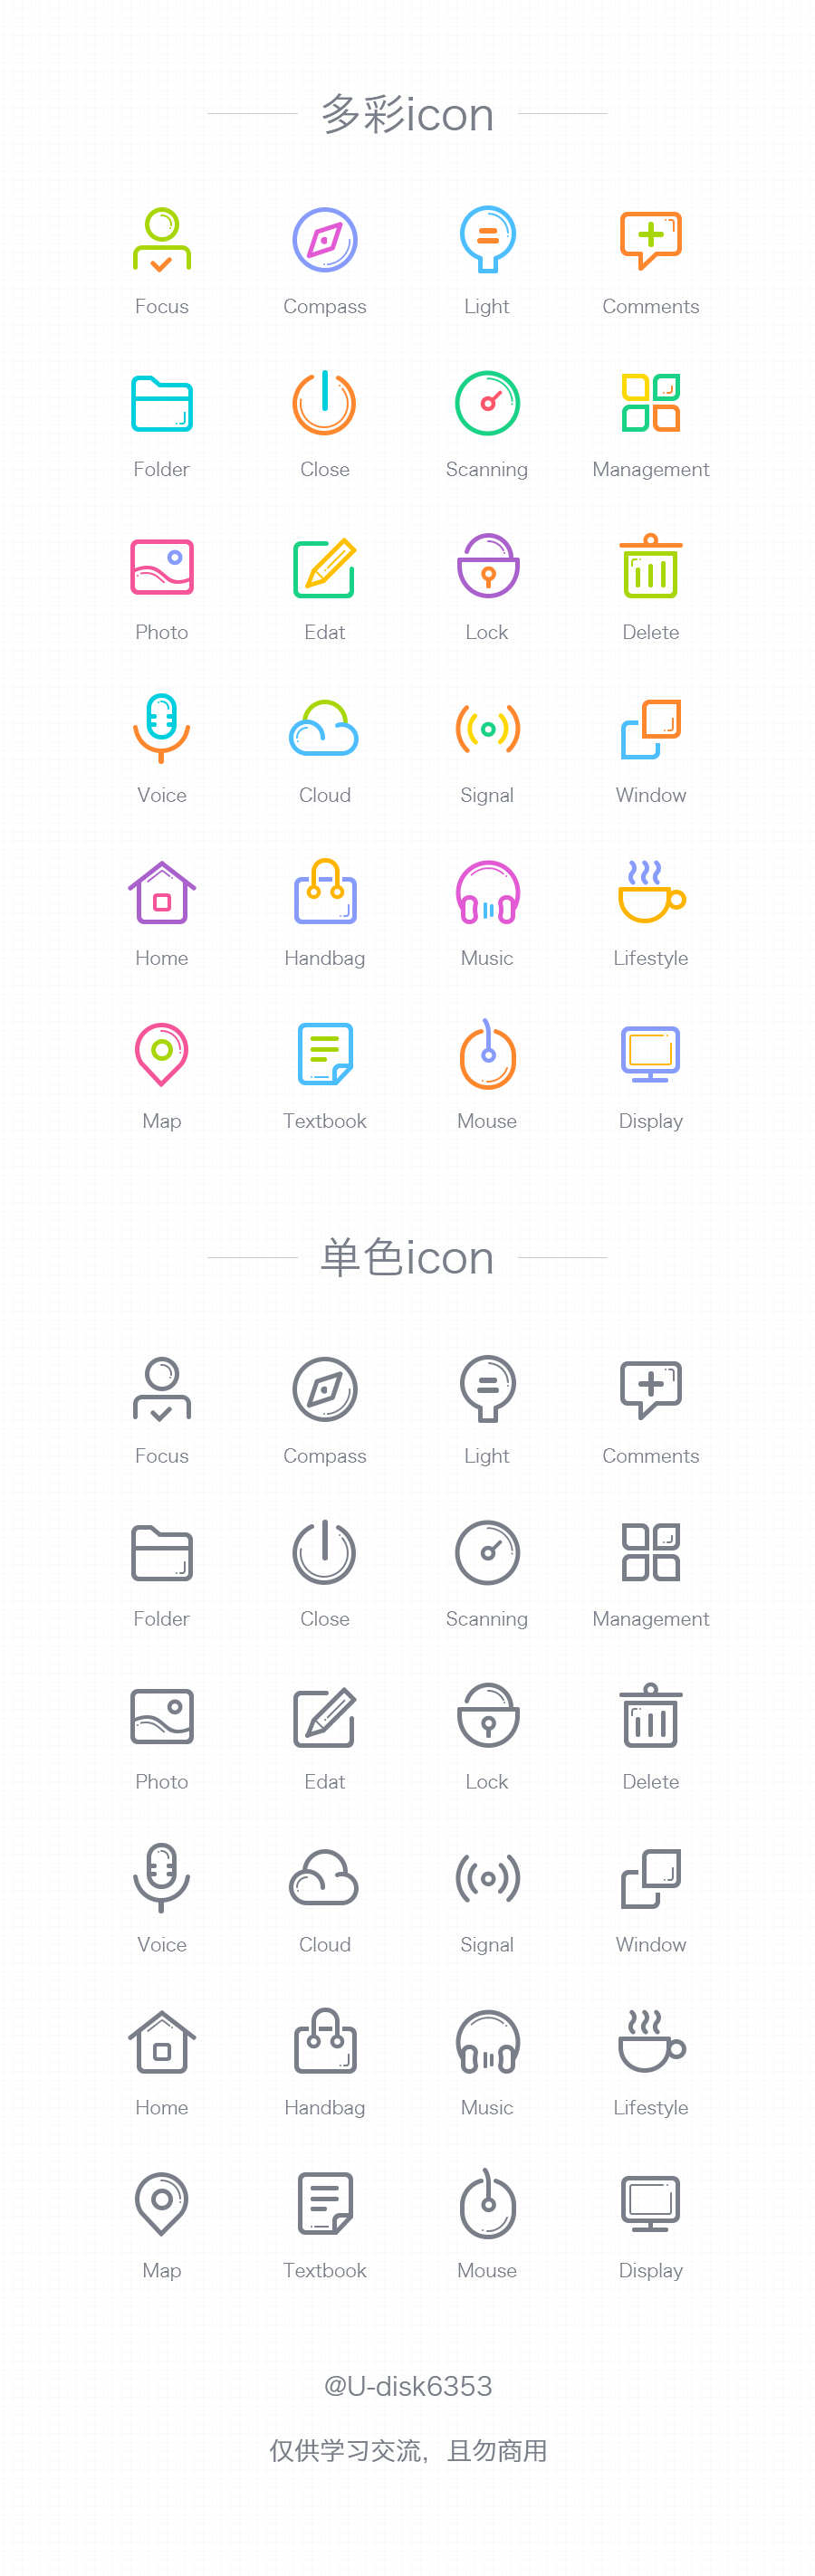 多彩icon
Focus Compass Light Comments
Folder Close Scanning Management
Photo Edat Lock Delete
Voice Cloud Signal Window
Home Handbag Music Lifestyle
Map Textbook Mouse Display
单色icon
Focus Compass Light Comments
Folder Close Scanning Management
Photo Edat Lock Delete
Voice Cloud Signal Window
Home Handbag Music Lifestyle
Map Textbook Mouse Display
@U-disk6353
仅供学习交流，且勿商用